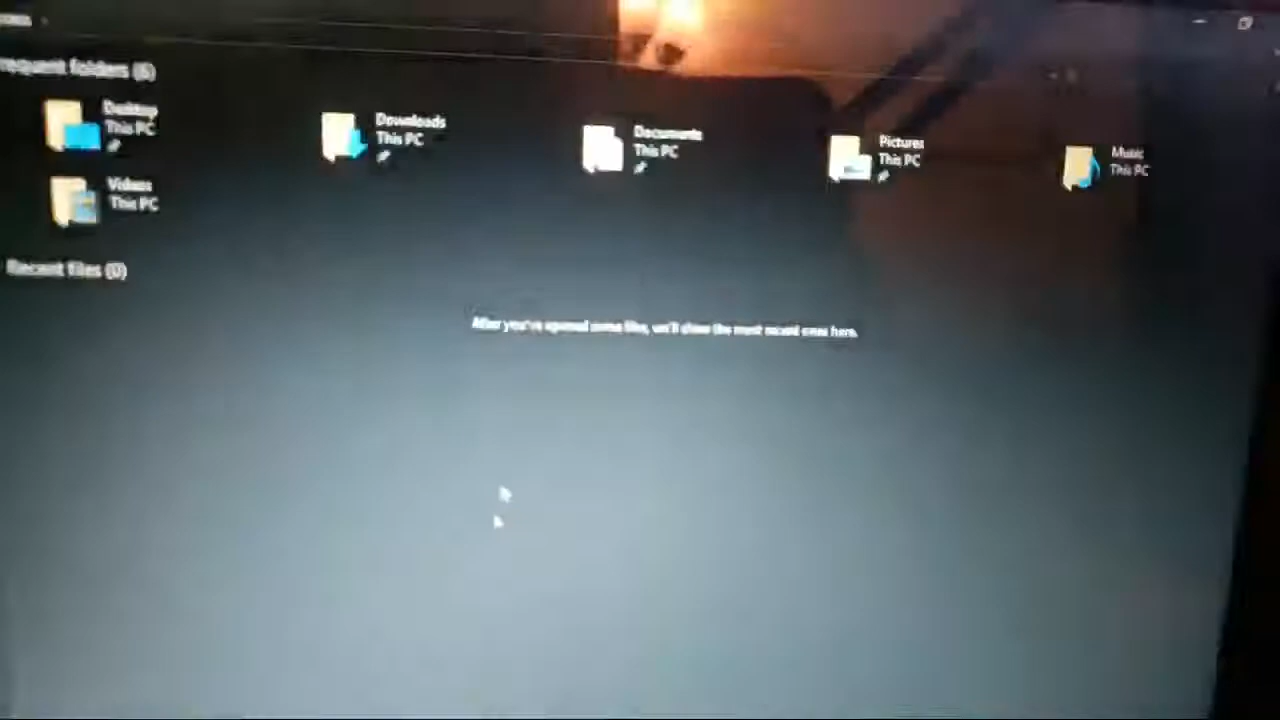 requent folders (6)
Desktop
This PC
Downloads
This PC
Documents
This PC
Pictures
This PC
Music
This PC
Videos
This PC
Recent files (0)
After you've opened some files, we'll show the most recent ones here.